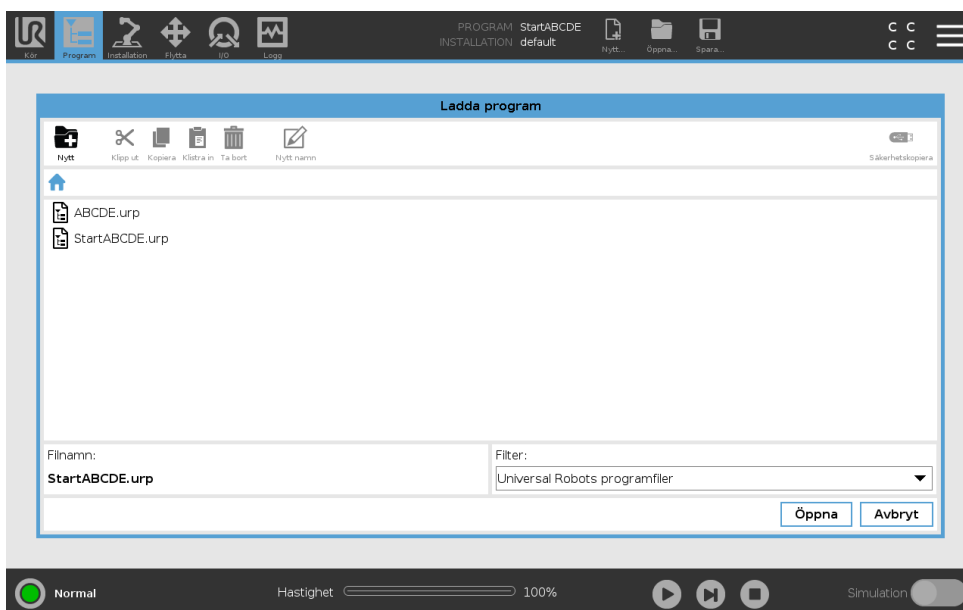 PROGRAM StartABCDE
INSTALLATION default
Kör Program Installation Flytta I/O Logg Nytt... Öppna... Spara...
C C
C C
Ladda program
Nytt Klipp ut Kopiera Klistra in Ta bort Nytt namn Säkerhetskopiera
ABCDE.urp
StartABCDE.urp
Filnamn:
StartABCDE.urp
Filter:
Universal Robots programfiler
Öppna Avbryt
Normal Hastighet 100% Simulation